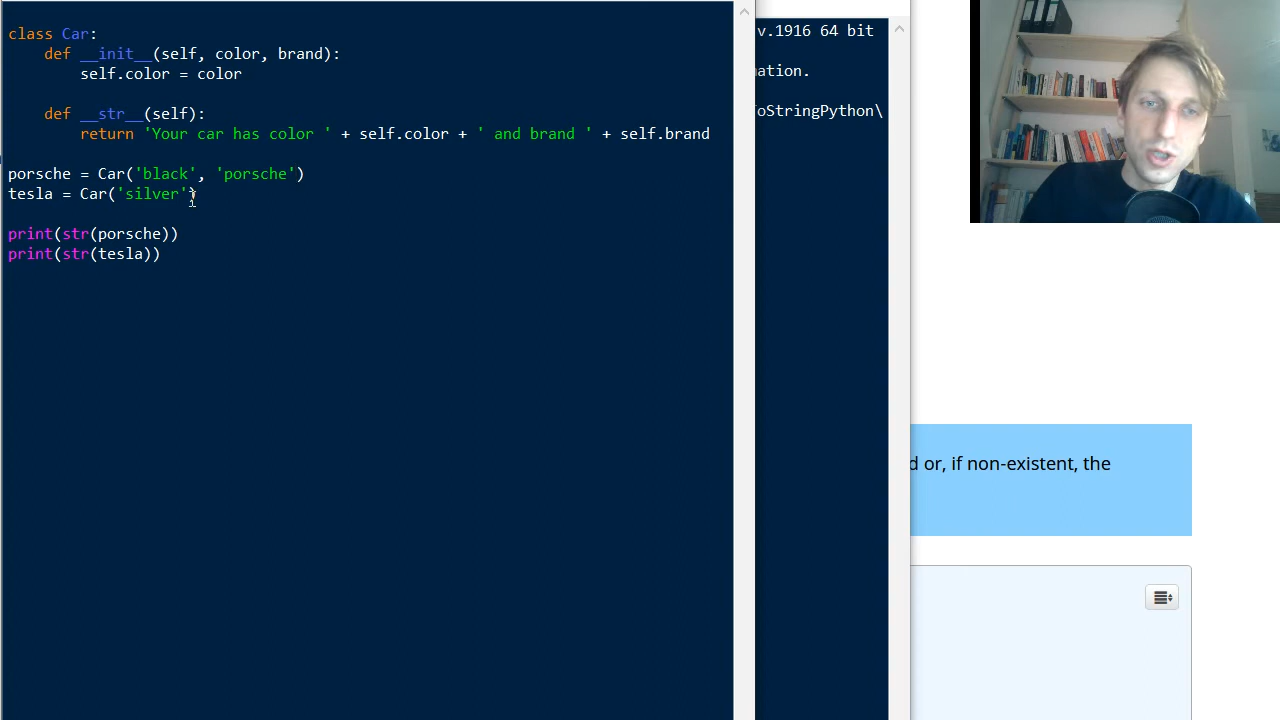 class Car:
    def __init__(self, color, brand):
        self.color = color
    def __str__(self):
        return 'Your car has color ' + self.color + ' and brand ' + self.brand
porsche = Car('black', 'porsche')
tesla = Car('silver')
print(str(porsche))
print(str(tesla))
v.1916 64 bit
ation.
oStringPython\
d or, if non-existent, the